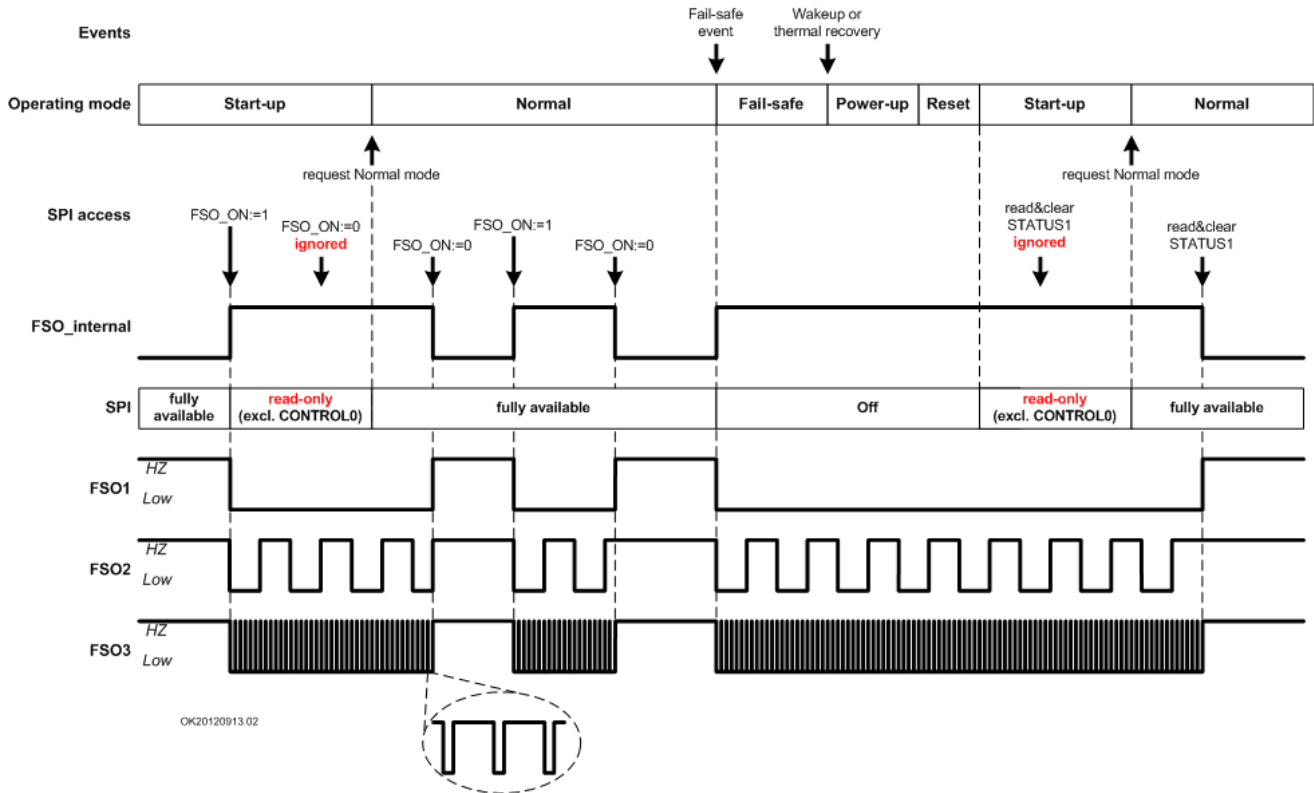 Events
Fail-safe
event
Wakeup or
thermal recovery
Operating mode
Start-up
Normal
Fail-safe
Power-up
Reset
Start-up
Normal
request Normal mode
request Normal mode
SPI access
FSO_ON:=1
FSO_ON:=0
ignored
FSO_ON:=0
FSO_ON:=1
FSO_ON:=0
read&clear
STATUS1
ignored
read&clear
STATUS1
FSO_internal
SPI
fully
available
read-only
(excl. CONTROL0)
fully available
Off
read-only
(excl. CONTROL0)
fully available
FSO1
HZ
Low
FSO2
HZ
Low
FSO3
HZ
Low
OK20120913.02